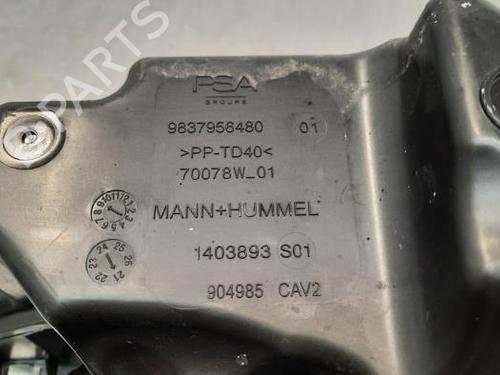 PARTS
PSA
GROUPE
9837956480 01
>PP-TD40<
70078W_01
MANN+HUMMEL
1403893 S01
904985 CAV2